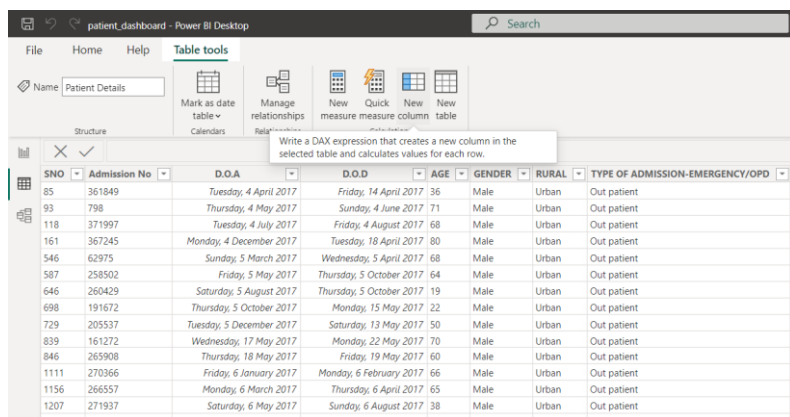 patient_dashboard - Power BI Desktop
Search
File Home Help Table tools
Name Patient Details
Mark as date table
Manage relationships
New measure
Quick measure
New column
New table
Structure
Calendars
Write a DAX expression that creates a new column in the
selected table and calculates values for each row.
SNO Admission No D.O.A D.O.D AGE GENDER RURAL TYPE OF ADMISSION-EMERGENCY/OPD
85 361849 Tuesday, 4 April 2017 Friday, 14 April 2017 36 Male Urban Out patient
93 798 Thursday, 4 May 2017 Sunday, 4 June 2017 71 Male Urban Out patient
118 371997 Tuesday, 4 July 2017 Friday, 4 August 2017 68 Male Urban Out patient
161 367245 Monday, 4 December 2017 Tuesday, 18 April 2017 80 Male Urban Out patient
546 62975 Sunday, 5 March 2017 Wednesday, 5 April 2017 68 Male Urban Out patient
587 258502 Friday, 5 May 2017 Thursday, 5 October 2017 64 Male Urban Out patient
646 260429 Saturday, 5 August 2017 Thursday, 5 October 2017 19 Male Urban Out patient
698 191672 Thursday, 5 October 2017 Monday, 15 May 2017 22 Male Urban Out patient
729 205537 Tuesday, 5 December 2017 Saturday, 13 May 2017 50 Male Urban Out patient
839 161272 Wednesday, 17 May 2017 Monday, 22 May 2017 70 Male Urban Out patient
846 265908 Thursday, 18 May 2017 Friday, 19 May 2017 60 Male Urban Out patient
1111 270366 Friday, 6 January 2017 Monday, 6 February 2017 66 Male Urban Out patient
1156 266557 Monday, 6 March 2017 Thursday, 6 April 2017 65 Male Urban Out patient
1207 271937 Saturday, 6 May 2017 Sunday, 6 August 2017 38 Male Urban Out patient